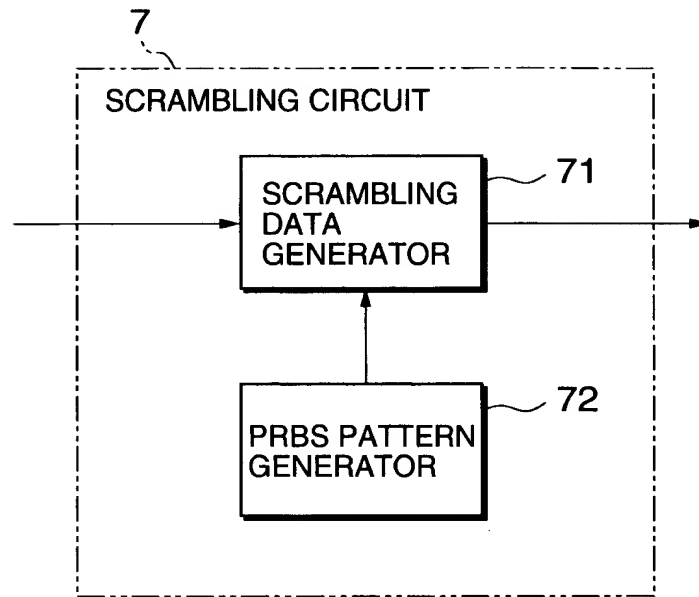 7
SCRAMBLING CIRCUIT
SCRAMBLING
DATA
GENERATOR
71
PRBS PATTERN
GENERATOR
72